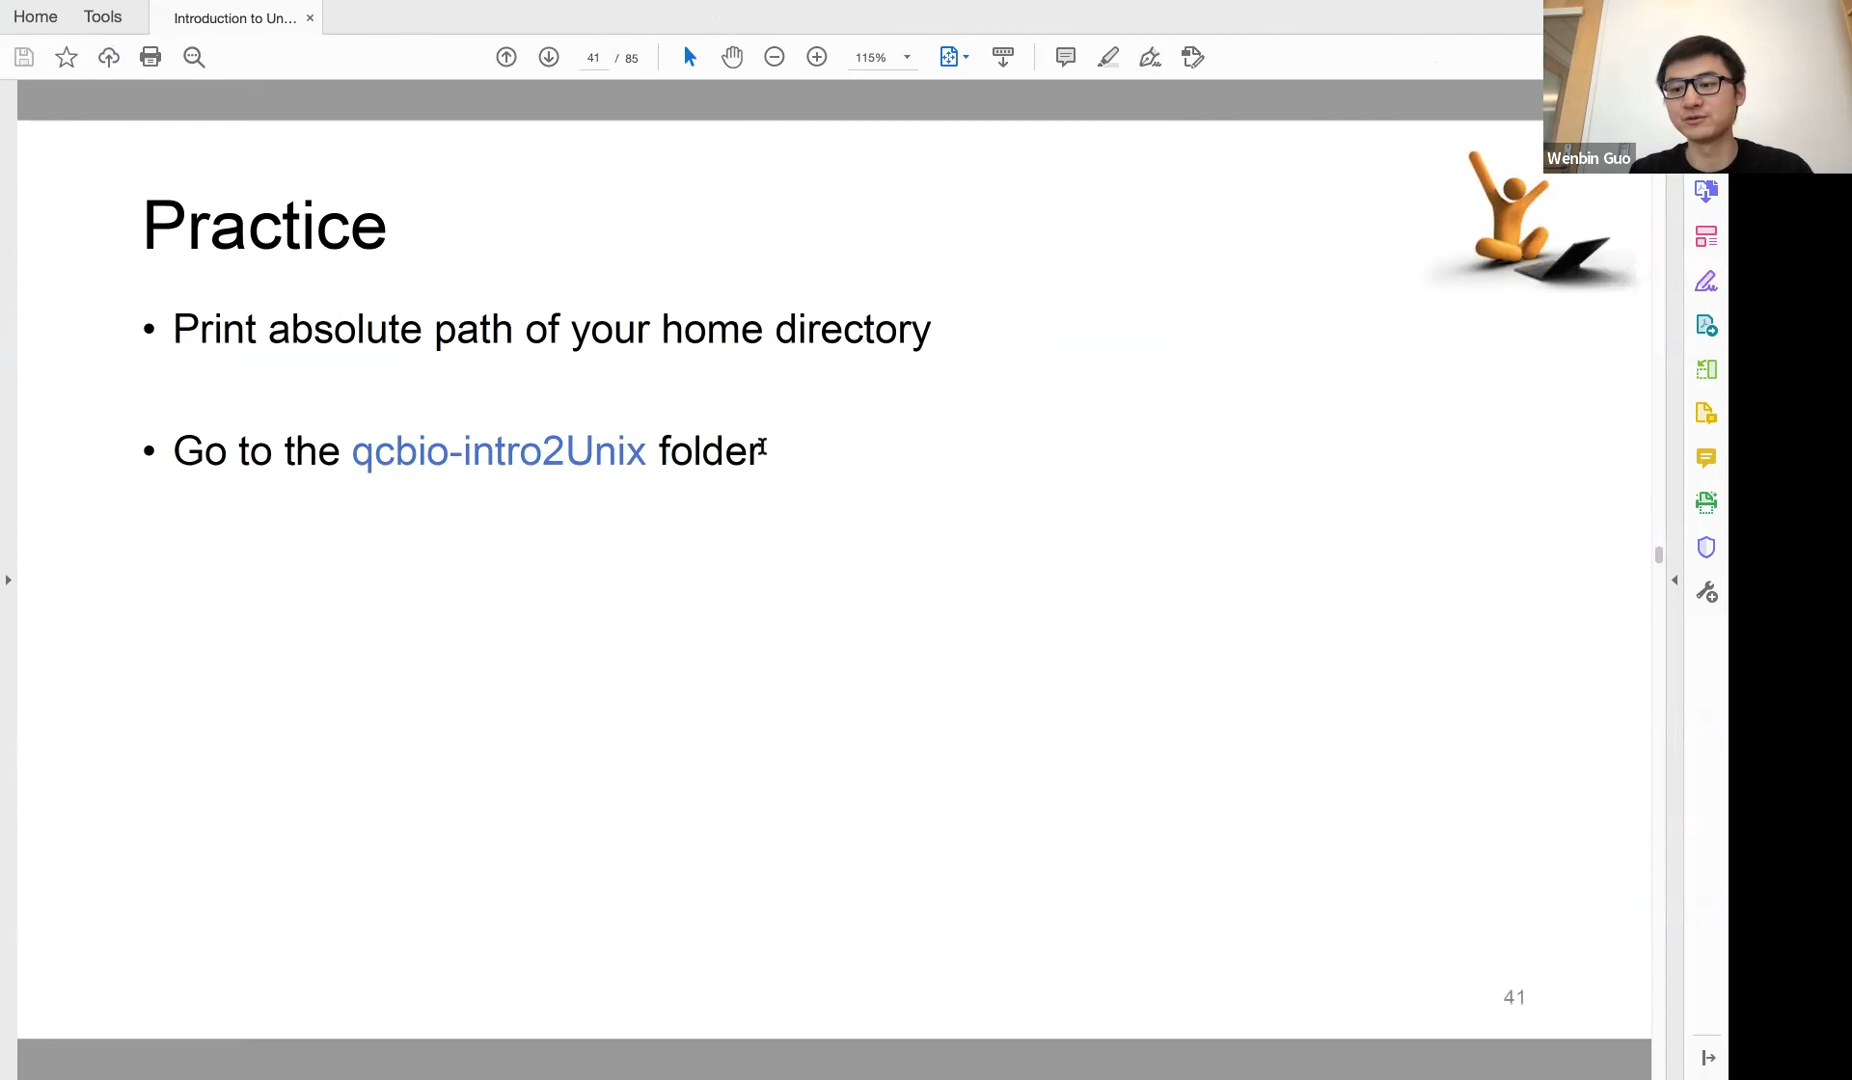 Home Tools Introduction to Un... ×
41 / 85 115%
Wenbin Guo
Practice
• Print absolute path of your home directory
• Go to the qcbio-intro2Unix folder
41